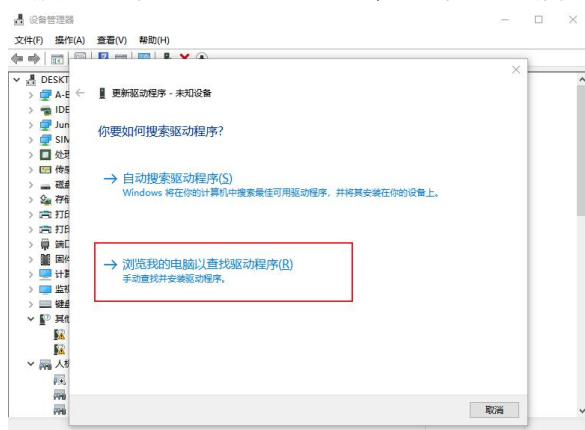 设备管理器
文件(F) 操作(A) 查看(V) 帮助(H)
DESKT
A-E
IDE
Jun
SIN
处理
传感
磁盘
存储
打印
打印
端口
固件
计算
监视
键盘
其他
人机
更新驱动程序 - 未知设备
你要如何搜索驱动程序?
自动搜索驱动程序(S)
Windows 将在你的计算机中搜索最佳可用驱动程序，并将其安装在你的设备上。
浏览我的电脑以查找驱动程序(R)
手动查找并安装驱动程序。
取消